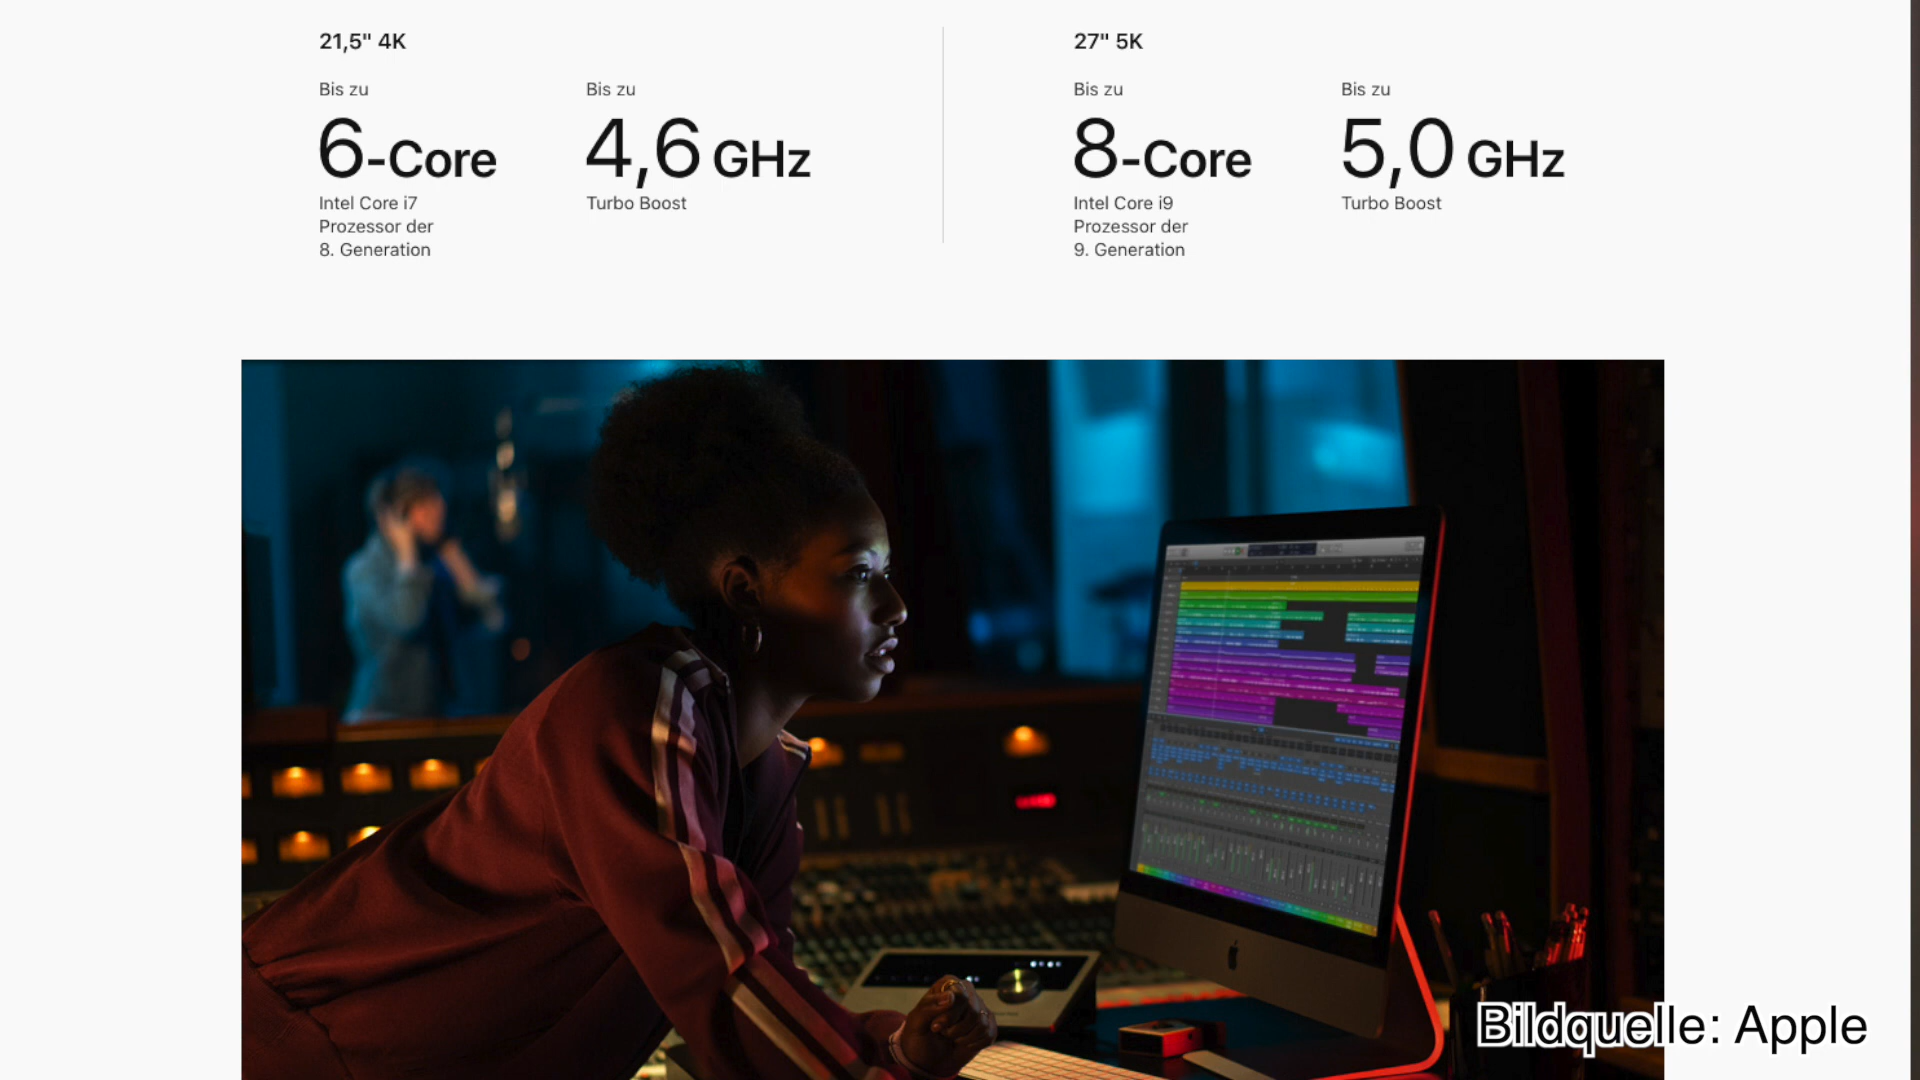 21,5" 4K
Bis zu
6-Core
Intel Core i7
Prozessor der
8. Generation
Bis zu
4,6 GHz
Turbo Boost
27" 5K
Bis zu
8-Core
Intel Core i9
Prozessor der
9. Generation
Bis zu
5,0 GHz
Turbo Boost
Bildquelle: Apple